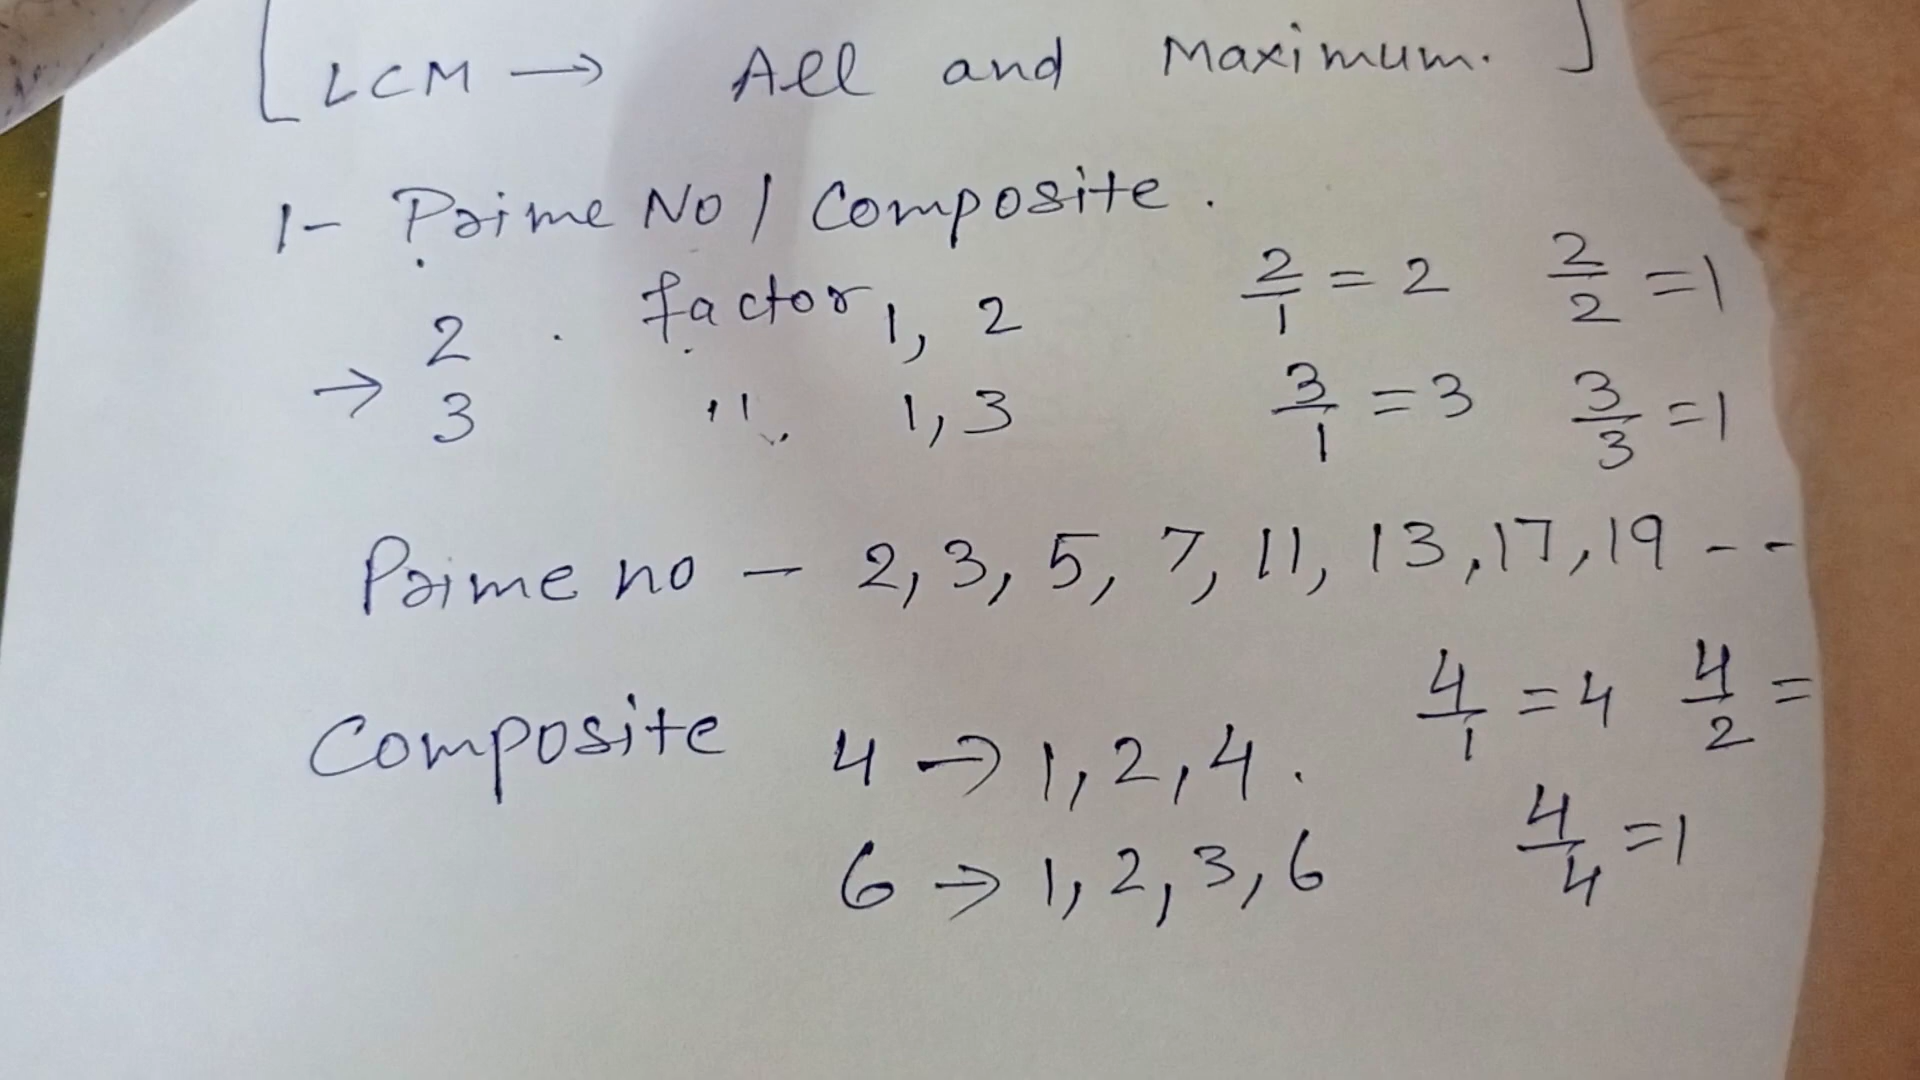 [LCM → All and Maximum.]
1- Prime No / Composite.
2 . factor 1, 2 2/1 = 2 2/2 = 1
→ 3 '' 1, 3 3/1 = 3 3/3 = 1
Prime no - 2, 3, 5, 7, 11, 13, 17, 19 - -
Composite 4 → 1, 2, 4. 4/1 = 4 4/2 =
6 → 1, 2, 3, 6 4/4 = 1